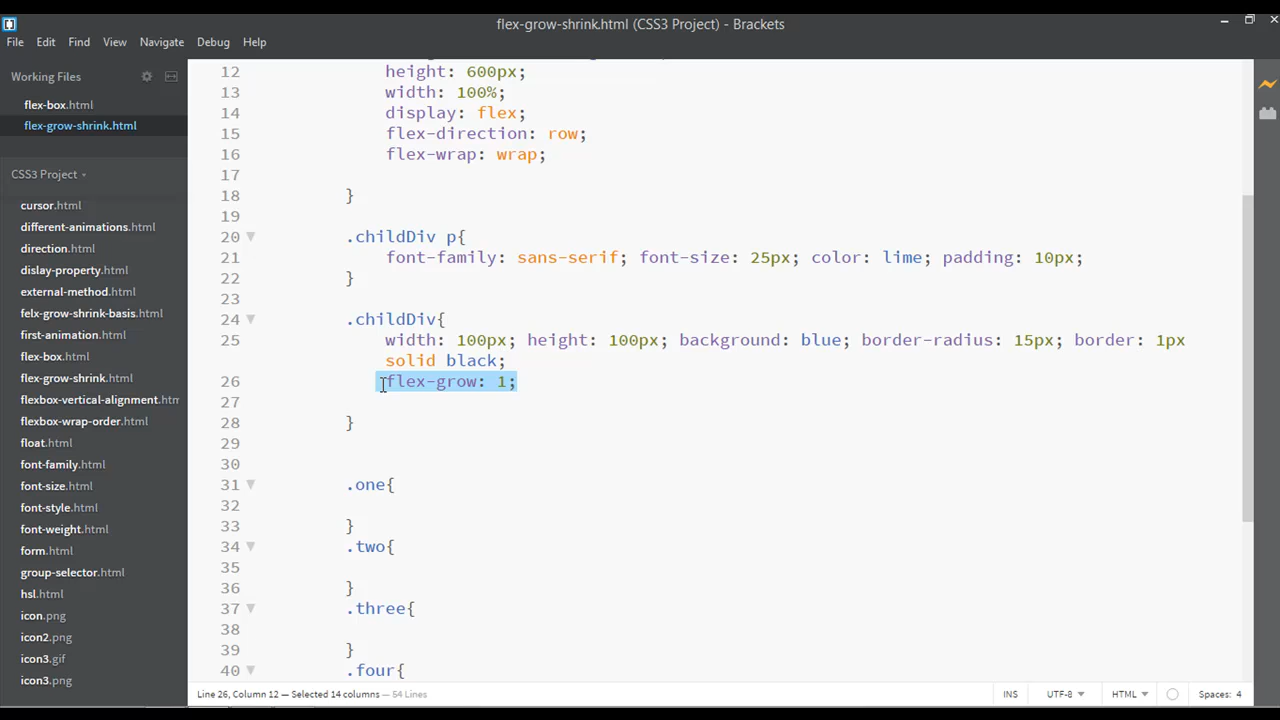 flex-grow-shrink.html (CSS3 Project) - Brackets
File Edit Find View Navigate Debug Help
Working Files
flex-box.html
flex-grow-shrink.html
CSS3 Project
cursor.html
different-animations.html
direction.html
dislay-property.html
external-method.html
felx-grow-shrink-basis.html
first-animation.html
flex-box.html
flex-grow-shrink.html
flexbox-vertical-alignment.htm
flexbox-wrap-order.html
float.html
font-family.html
font-size.html
font-style.html
font-weight.html
form.html
group-selector.html
hsl.html
icon.png
icon2.png
icon3.gif
icon3.png
12 height: 600px;
13 width: 100%;
14 display: flex;
15 flex-direction: row;
16 flex-wrap: wrap;
17
18 }
19
20 .childDiv p{
21 font-family: sans-serif; font-size: 25px; color: lime; padding: 10px;
22 }
23
24 .childDiv{
25 width: 100px; height: 100px; background: blue; border-radius: 15px; border: 1px
solid black;
26 flex-grow: 1;
27
28 }
29
30
31 .one{
32
33 }
34 .two{
35
36 }
37 .three{
38
39 }
40 .four{
Line 26, Column 12 — Selected 14 columns — 54 Lines
INS UTF-8 HTML Spaces: 4